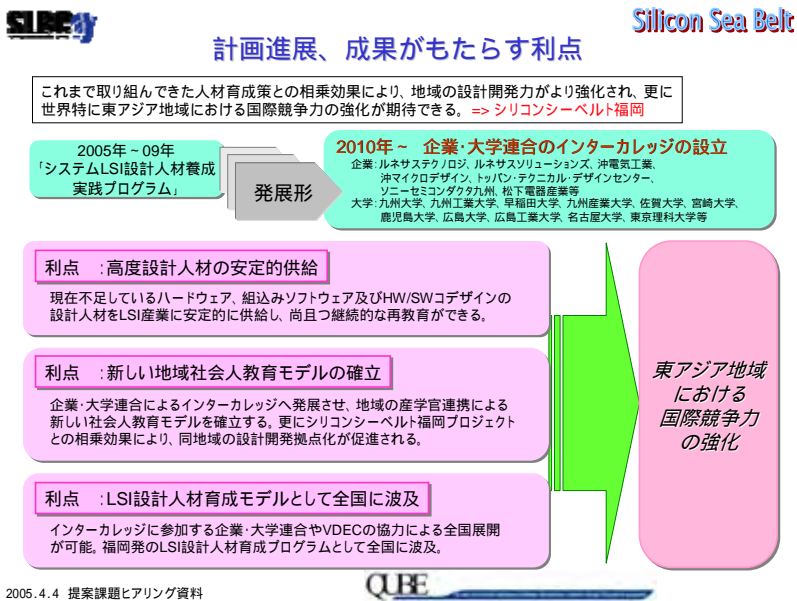 SLRC
Silicon Sea Belt
計画進展、成果がもたらす利点
これまで取り組んできた人材育成策との相乗効果により、地域の設計開発力がより強化され、更に
世界特に東アジア地域における国際競争力の強化が期待できる。=> シリコンシーベルト福岡
2005年~09年
「システムLSI設計人材養成
実践プログラム」
発展形
2010年~ 企業・大学連合のインターカレッジの設立
企業:ルネサステクノロジ、ルネサスソリューションズ、沖電気工業、
沖マイクロデザイン、トッパン・テクニカル・デザインセンター、
ソニーセミコンダクタ九州、松下電器産業等
大学:九州大学、九州工業大学、早稲田大学、九州産業大学、佐賀大学、宮崎大学、
鹿児島大学、広島大学、広島工業大学、名古屋大学、東京理科大学等
利点 :高度設計人材の安定的供給
現在不足しているハードウェア、組込みソフトウェア及びHW/SWコデザインの
設計人材をLSI産業に安定的に供給し、尚且つ継続的な再教育ができる。
利点 :新しい地域社会人教育モデルの確立
企業・大学連合によるインターカレッジへ発展させ、地域の産学官連携による
新しい社会人教育モデルを確立する。更にシリコンシーベルト福岡プロジェクト
との相乗効果により、同地域の設計開発拠点化が促進される。
利点 :LSI設計人材育成モデルとして全国に波及
インターカレッジに参加する企業・大学連合やVDECの協力による全国展開
が可能。福岡発のLSI設計人材育成プログラムとして全国に波及。
東アジア地域
における
国際競争力
の強化
2005.4.4 提案課題ヒアリング資料
QUBE